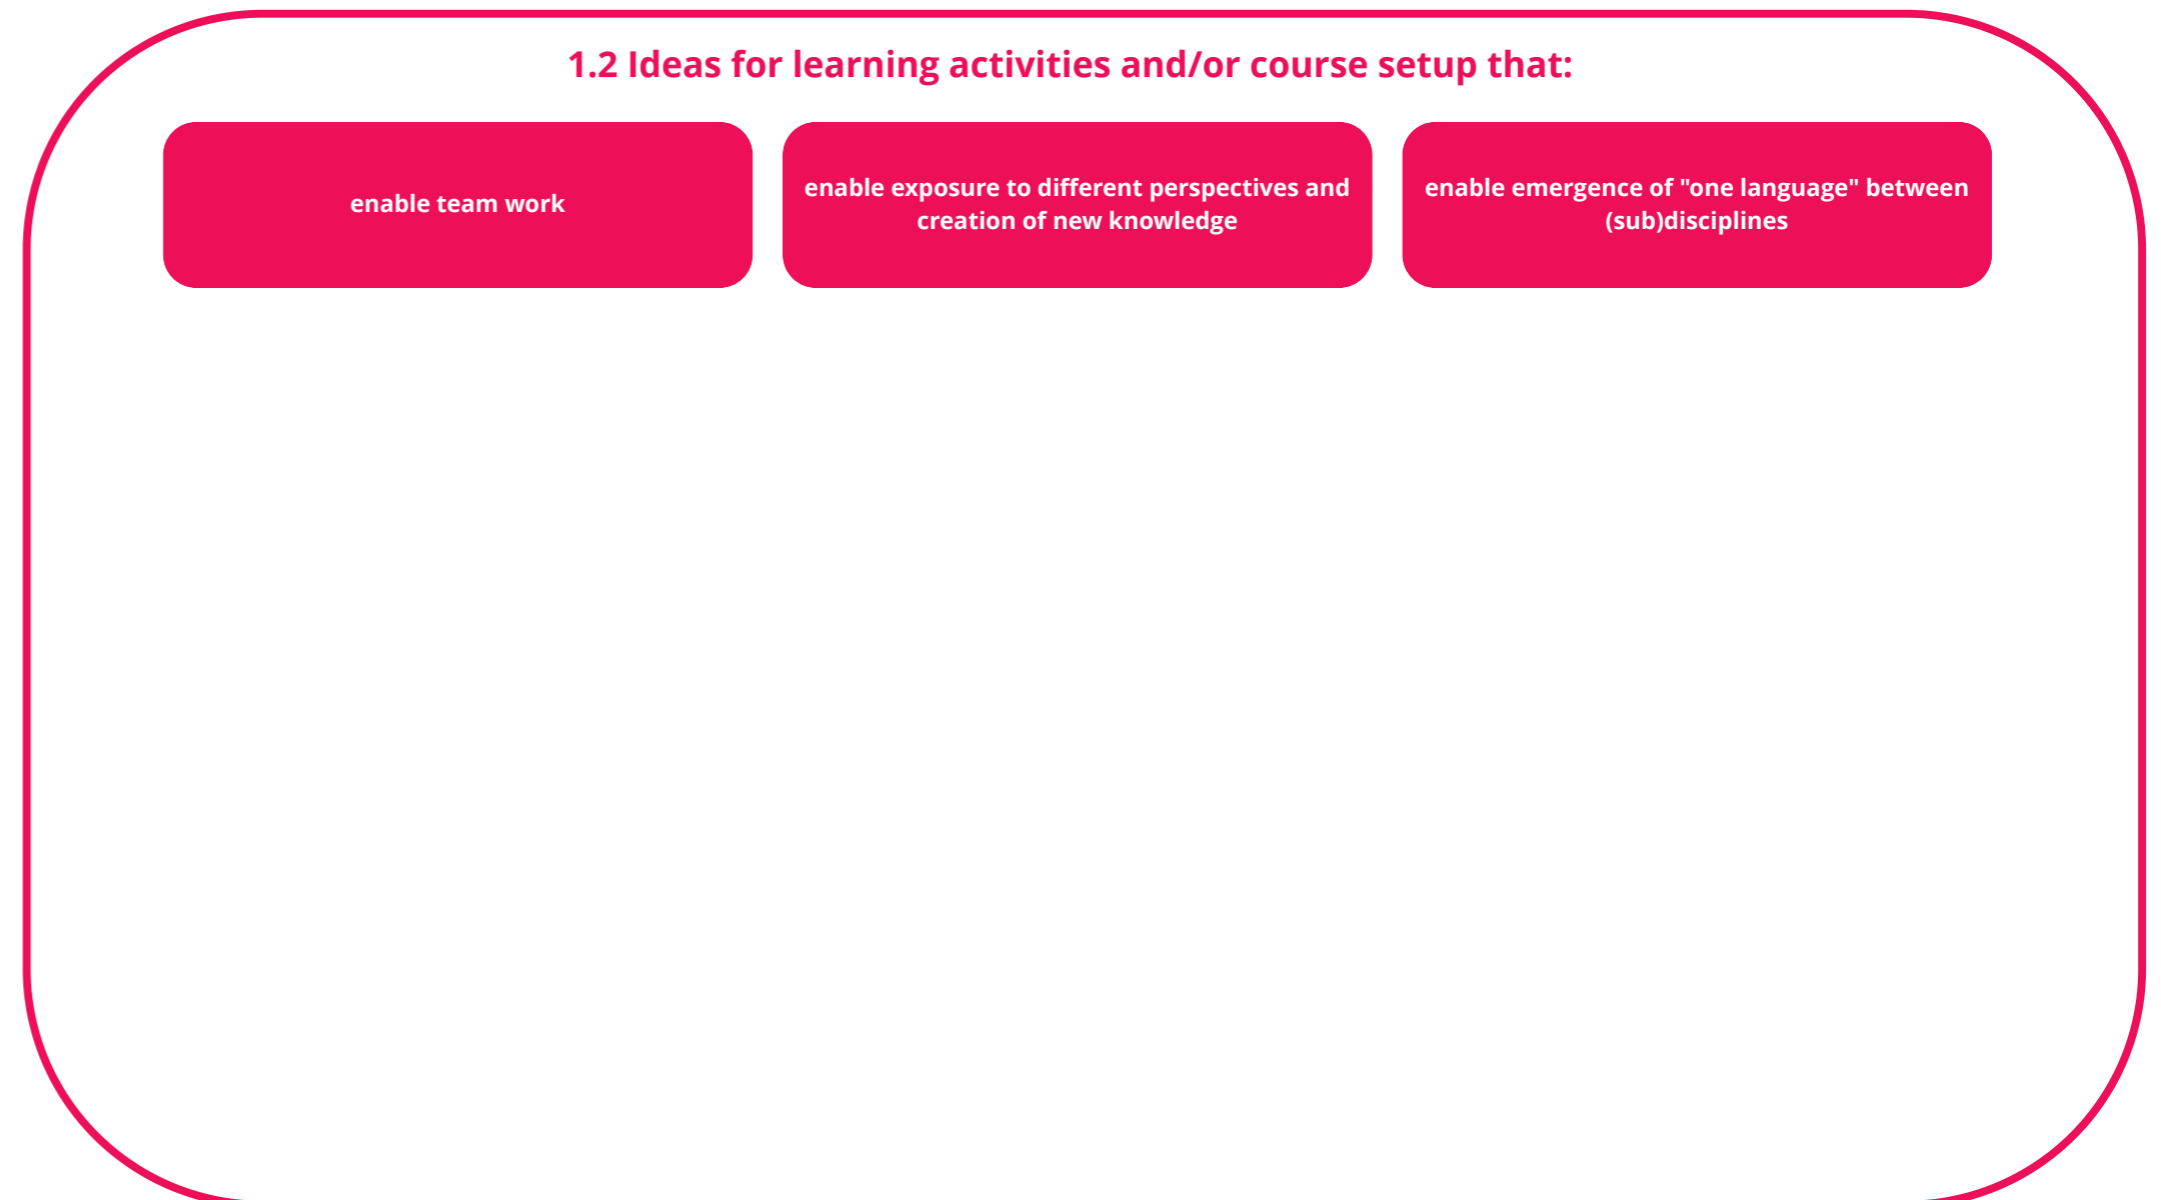 1.2 Ideas for learning activities and/or course setup that:
enable team work
enable exposure to different perspectives and
creation of new knowledge
enable emergence of "one language" between
(sub)disciplines